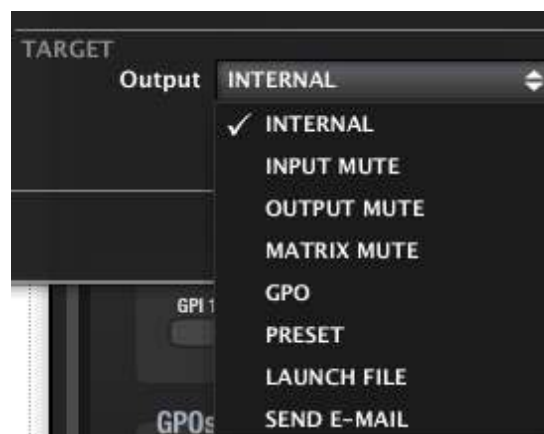 TARGET
Output INTERNAL
✓ INTERNAL
INPUT MUTE
OUTPUT MUTE
MATRIX MUTE
GPO
GPI 1
PRESET
LAUNCH FILE
GPOs
SEND E-MAIL